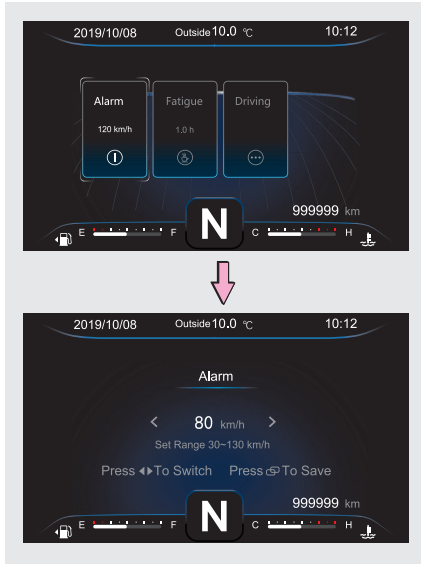 2019/10/08 Outside 10.0 ℃ 10:12
Alarm Fatigue Driving
120 km/h 1.0 h
999999 km
E F N C H
2019/10/08 Outside 10.0 ℃ 10:12
Alarm
< 80 km/h >
Set Range 30~130 km/h
Press ◂▸To Switch Press To Save
999999 km
E F N C H